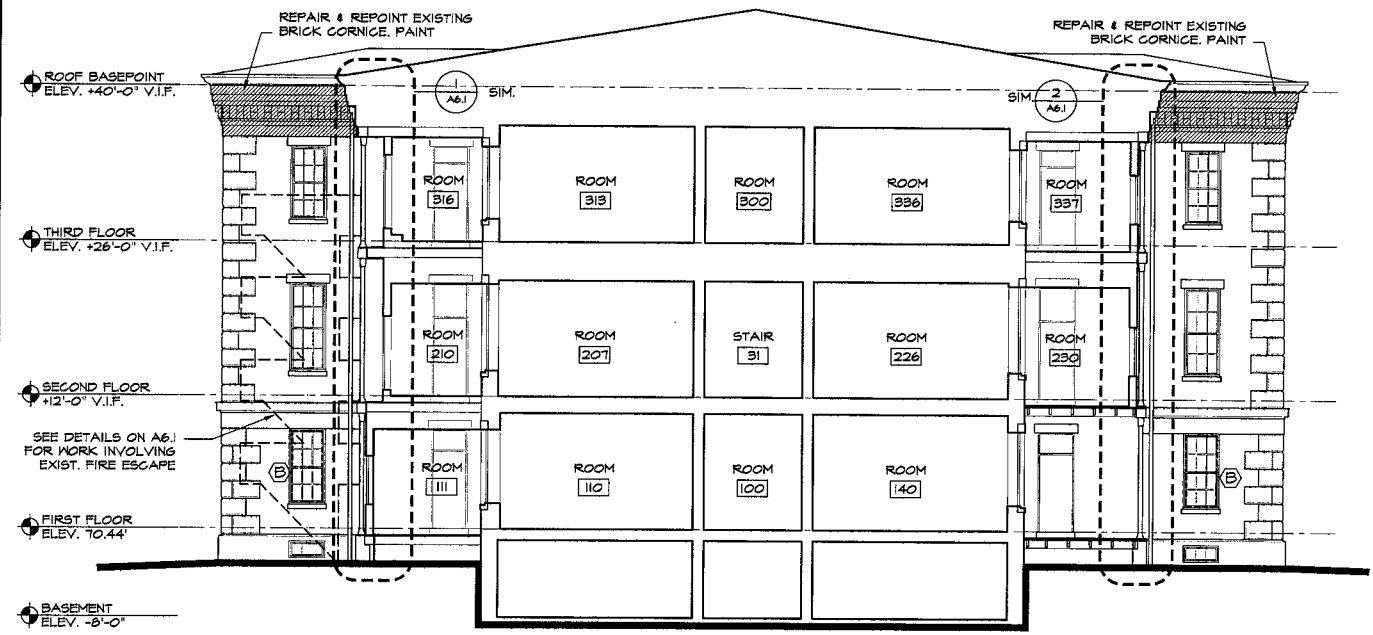 REPAIR & REPOINT EXISTING
BRICK CORNICE. PAINT
REPAIR & REPOINT EXISTING
BRICK CORNICE. PAINT
ROOF BASEPOINT
ELEV. +40'-0" V.I.F.
1
A6.1
SIM.
SIM.
2
A6.1
ROOM
316
ROOM
313
ROOM
300
ROOM
336
ROOM
337
THIRD FLOOR
ELEV. +26'-0" V.I.F.
ROOM
210
ROOM
207
STAIR
31
ROOM
226
ROOM
230
SECOND FLOOR
+12'-0" V.I.F.
SEE DETAILS ON A6.1
FOR WORK INVOLVING
EXIST. FIRE ESCAPE
B
ROOM
111
ROOM
110
ROOM
100
ROOM
140
B
FIRST FLOOR
ELEV. 70.44'
BASEMENT
ELEV. -8'-0"